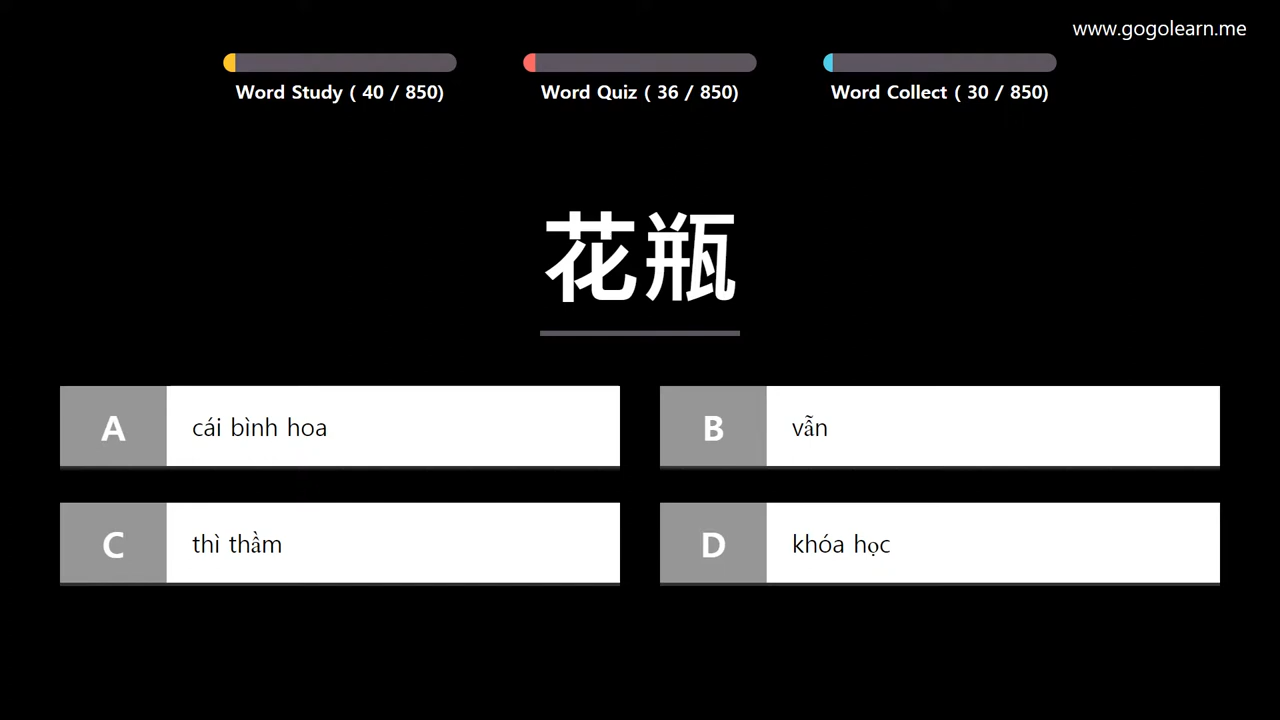 www.gogolearn.me
Word Study ( 40 / 850)
Word Quiz ( 36 / 850)
Word Collect ( 30 / 850)
花瓶
A cái bình hoa
B vẫn
C thì thầm
D khóa học